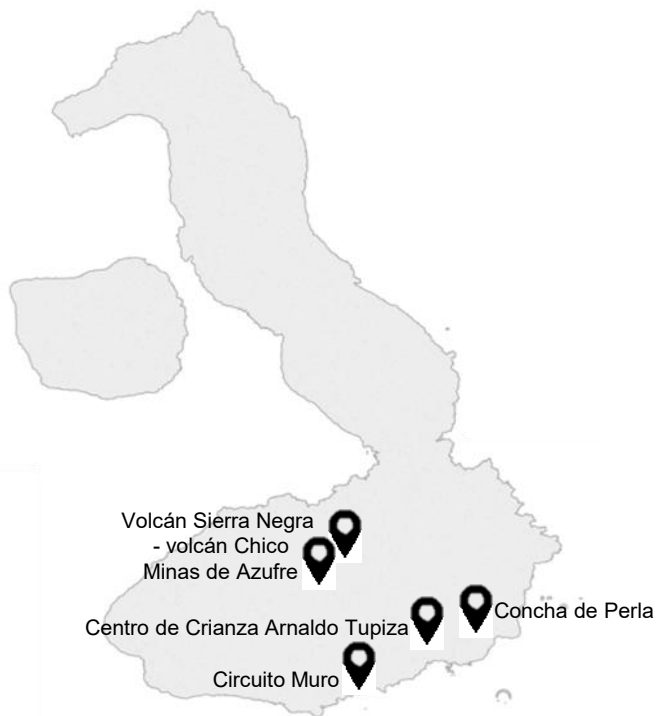 Volcán Sierra Negra
- volcán Chico
Minas de Azufre
Concha de Perla
Centro de Crianza Arnaldo Tupiza
Circuito Muro